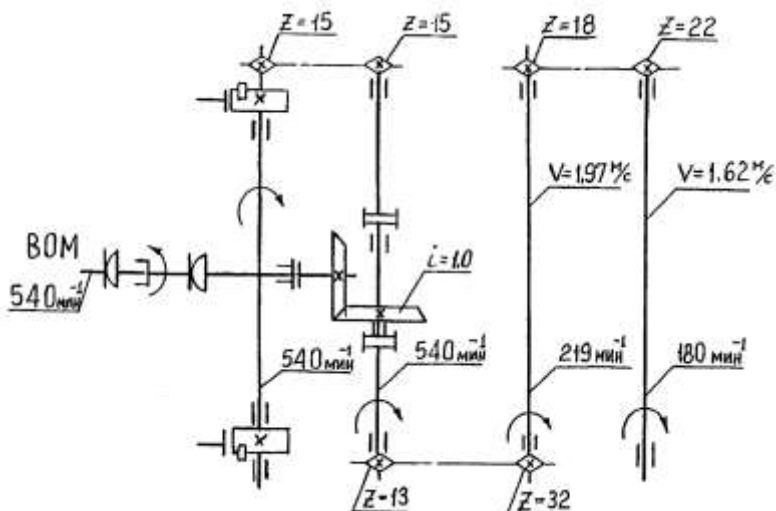 Z=15
Z=15
Z=18
Z=22
V=1.97 м/с
V=1.62 м/с
ВОМ
540 мин⁻¹
i=1.0
540 мин⁻¹
540 мин⁻¹
219 мин⁻¹
180 мин⁻¹
Z=13
Z=32